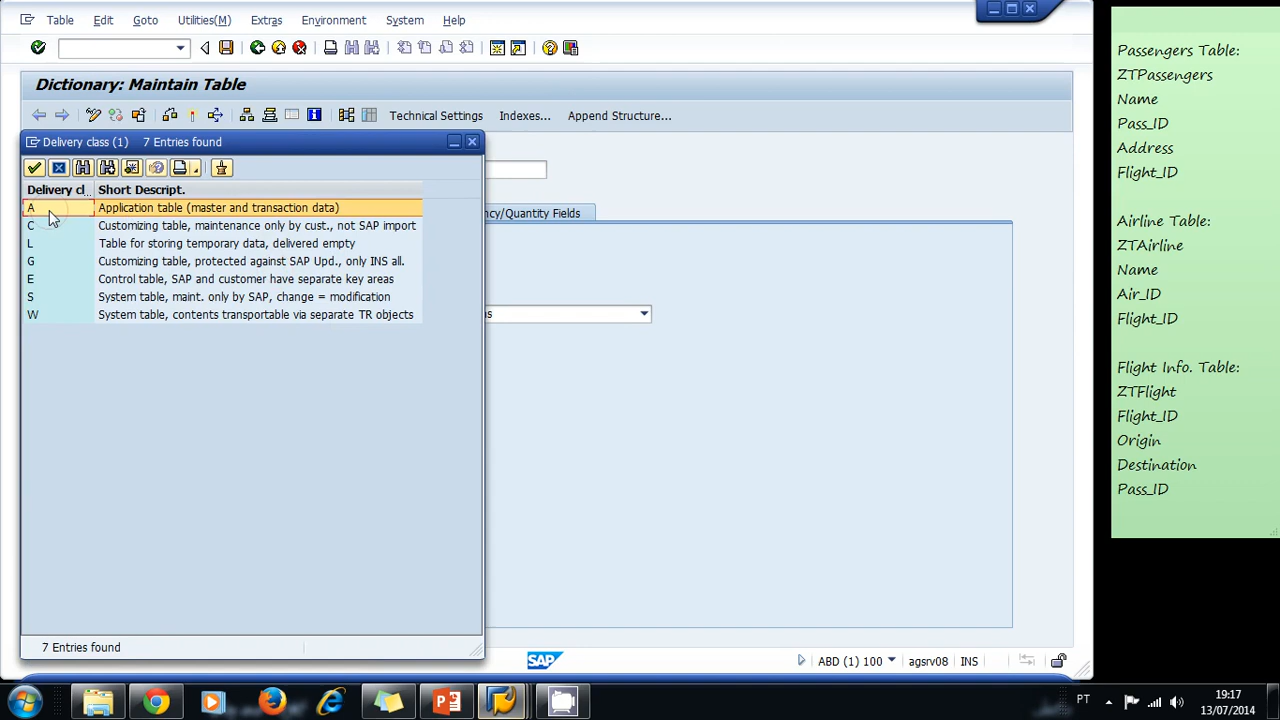 Table Edit Goto Utilities(M) Extras Environment System Help
Dictionary: Maintain Table
Technical Settings Indexes... Append Structure...
Delivery class (1) 7 Entries found
Delivery cl... Short Descript.
A Application table (master and transaction data)
C Customizing table, maintenance only by cust., not SAP import
L Table for storing temporary data, delivered empty
G Customizing table, protected against SAP Upd., only INS all.
E Control table, SAP and customer have separate key areas
S System table, maint. only by SAP, change = modification
W System table, contents transportable via separate TR objects
ncy/Quantity Fields
ns
7 Entries found
SAP
ABD (1) 100 agsrv08 INS
PT 19:17
13/07/2014
Passengers Table:
ZTPassengers
Name
Pass_ID
Address
Flight_ID
Airline Table:
ZTAirline
Name
Air_ID
Flight_ID
Flight Info. Table:
ZTFlight
Flight_ID
Origin
Destination
Pass_ID